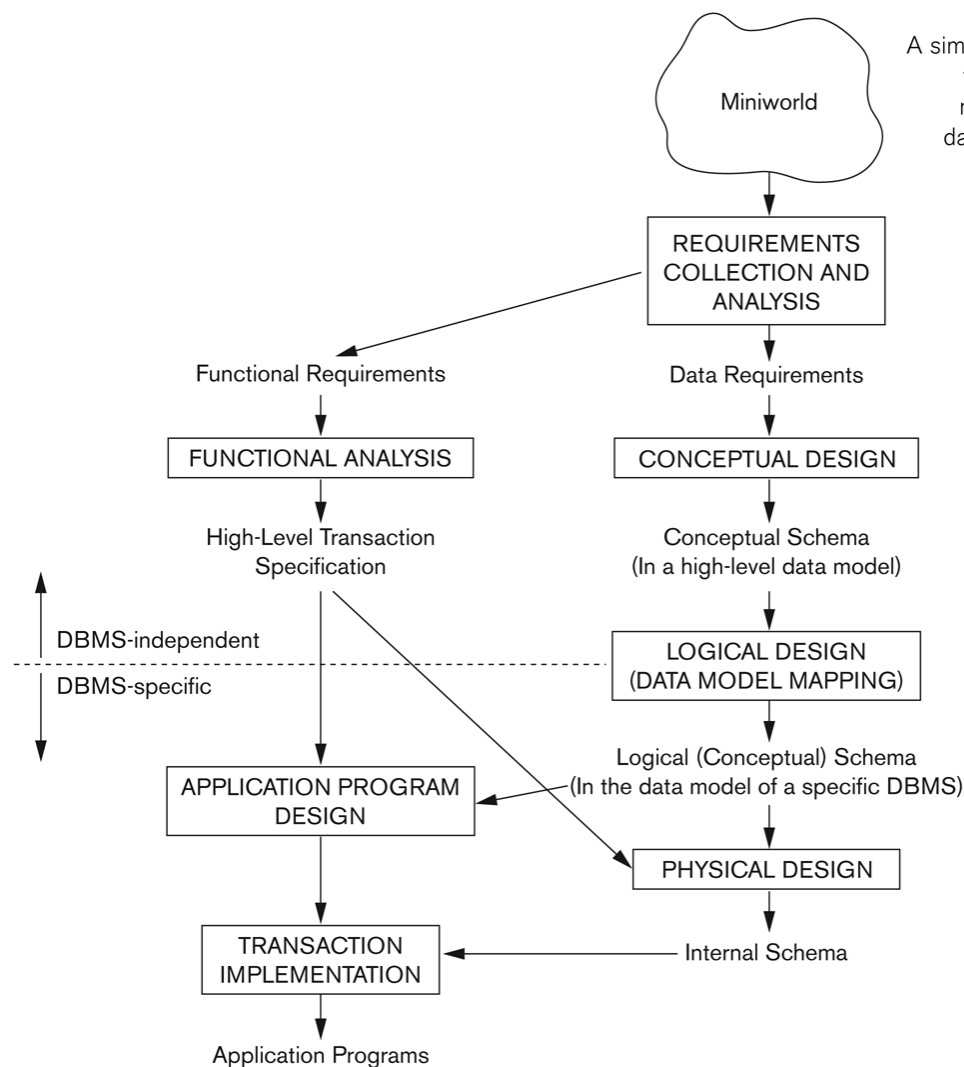 A sim
Miniworld
da
REQUIREMENTS
COLLECTION AND
ANALYSIS
Functional Requirements
Data Requirements
FUNCTIONAL ANALYSIS
CONCEPTUAL DESIGN
High-Level Transaction
Specification
Conceptual Schema
(In a high-level data model)
DBMS-independent
DBMS-specific
LOGICAL DESIGN
(DATA MODEL MAPPING)
Logical (Conceptual) Schema
(In the data model of a specific DBMS)
APPLICATION PROGRAM
DESIGN
PHYSICAL DESIGN
TRANSACTION
IMPLEMENTATION
Internal Schema
Application Programs